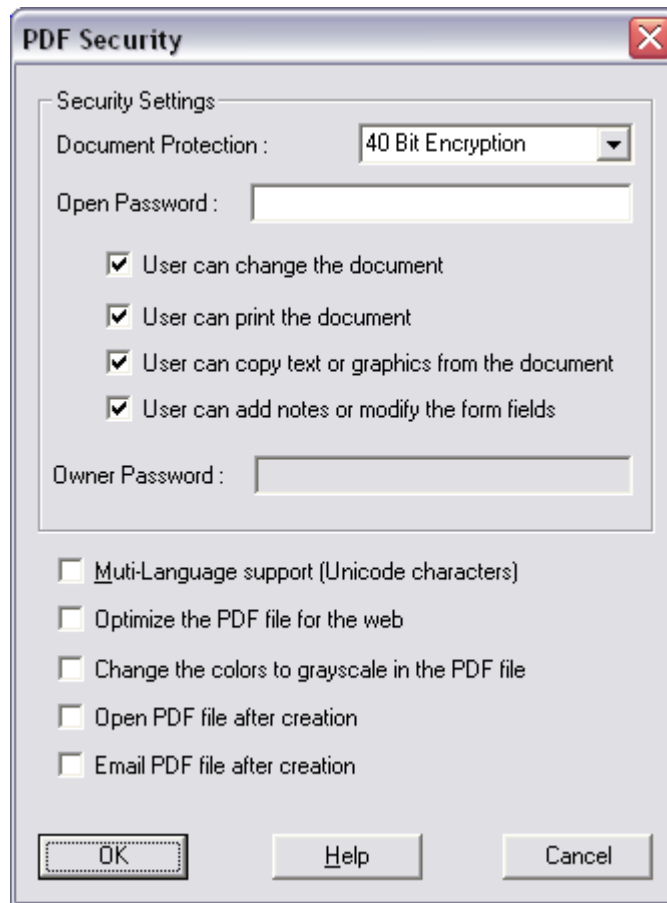 PDF Security
Security Settings
Document Protection :
40 Bit Encryption
Open Password :
User can change the document
User can print the document
User can copy text or graphics from the document
User can add notes or modify the form fields
Owner Password :
Muti-Language support (Unicode characters)
Optimize the PDF file for the web
Change the colors to grayscale in the PDF file
Open PDF file after creation
Email PDF file after creation
OK
Help
Cancel